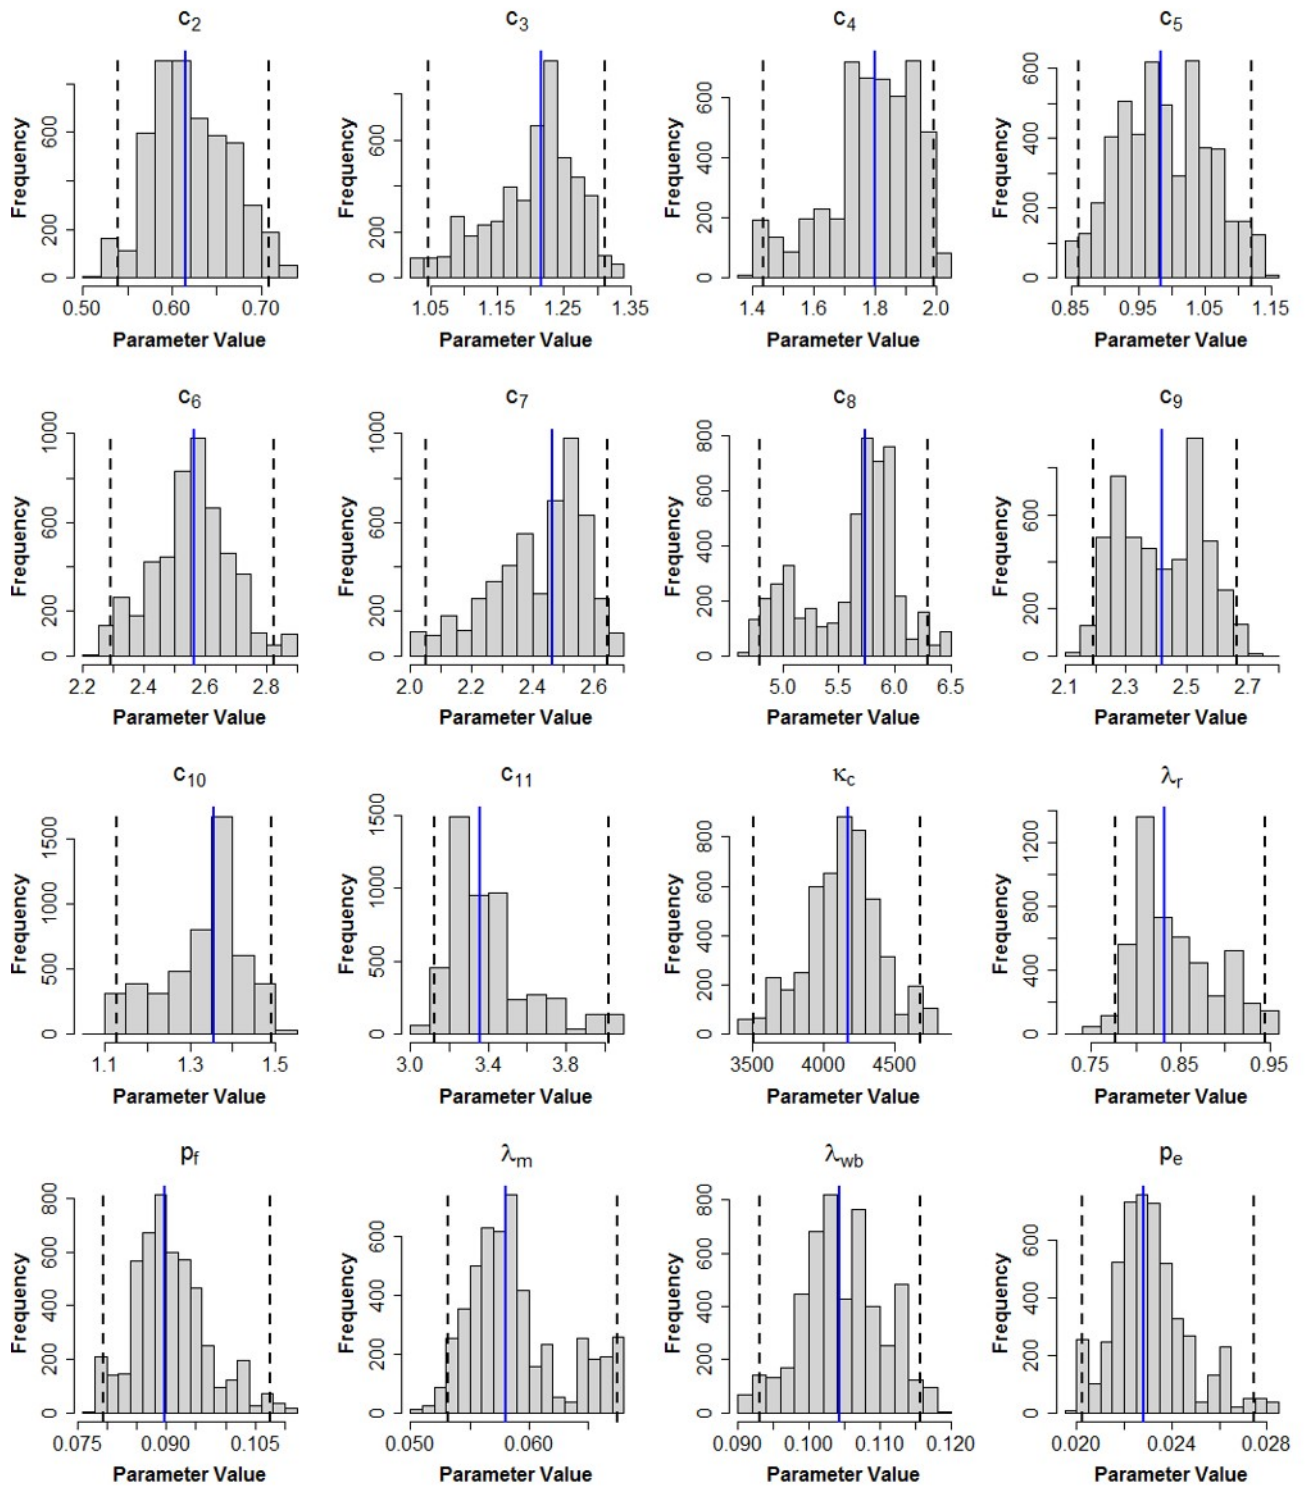 c2 c3 c4 c5
Frequency Frequency Frequency Frequency
0 200 600 0 200 600 0 200 400 600 0 200 400 600
0.50 0.60 0.70 1.05 1.15 1.25 1.35 1.4 1.6 1.8 2.0 0.85 0.95 1.05 1.15
Parameter Value Parameter Value Parameter Value Parameter Value
c6 c7 c8 c9
Frequency Frequency Frequency Frequency
0 200 600 1000 0 200 600 1000 0 200 400 600 800 0 200 600
2.2 2.4 2.6 2.8 2.0 2.2 2.4 2.6 5.0 5.5 6.0 6.5 2.1 2.3 2.5 2.7
Parameter Value Parameter Value Parameter Value Parameter Value
c10 c11 κc λr
Frequency Frequency Frequency Frequency
0 500 1000 1500 0 500 1000 1500 0 200 400 600 800 0 400 800 1200
1.1 1.3 1.5 3.0 3.4 3.8 3500 4000 4500 0.75 0.85 0.95
Parameter Value Parameter Value Parameter Value Parameter Value
pf λm λwb pe
Frequency Frequency Frequency Frequency
0 200 400 600 800 0 200 400 600 0 200 400 600 800 0 200 400 600
0.075 0.090 0.105 0.050 0.060 0.090 0.100 0.110 0.120 0.020 0.024 0.028
Parameter Value Parameter Value Parameter Value Parameter Value